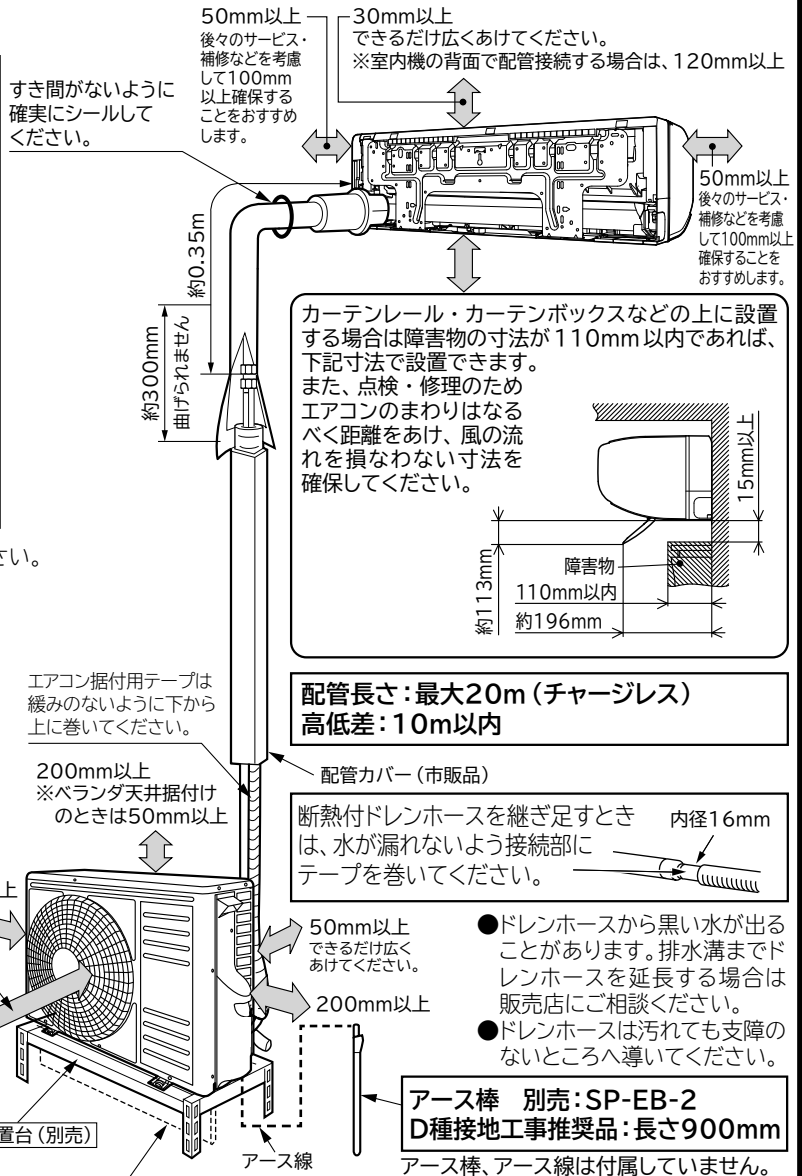 50mm以上
後々のサービス・
補修などを考慮
して100mm
以上確保する
ことをおすすめ
します。
30mm以上
できるだけ広くあけてください。
※室内機の背面で配管接続する場合は、120mm以上
すき間がないように
確実にシールして
ください。
50mm以上
後々のサービス・
補修などを考慮
して100mm以上
確保することを
おすすめします。
約0.35m
約300mm
曲げられません
カーテンレール・カーテンボックスなどの上に設置
する場合は障害物の寸法が110mm以内であれば、
下記寸法で設置できます。
また、点検・修理のため
エアコンのまわりはなる
べく距離をあけ、風の流
れを損なわない寸法を
確保してください。
15mm以上
約113mm
障害物
110mm以内
約196mm
さい。
エアコン据付用テープは
緩みのないように下から
上に巻いてください。
配管長さ:最大20m(チャージレス)
高低差:10m以内
配管カバー(市販品)
200mm以上
※ベランダ天井据付け
のときは50mm以上
断熱付ドレンホースを継ぎ足すとき
は、水が漏れないよう接続部に
テープを巻いてください。
内径16mm
上
50mm以上
できるだけ広く
あけてください。
200mm以上
●ドレンホースから黒い水が出る
ことがあります。排水溝までド
レンホースを延長する場合は
販売店にご相談ください。
●ドレンホースは汚れても支障の
ないところへ導いてください。
置台(別売)
アース線
アース棒 別売:SP-EB-2
D種接地工事推奨品:長さ900mm
アース棒、アース線は付属していません。